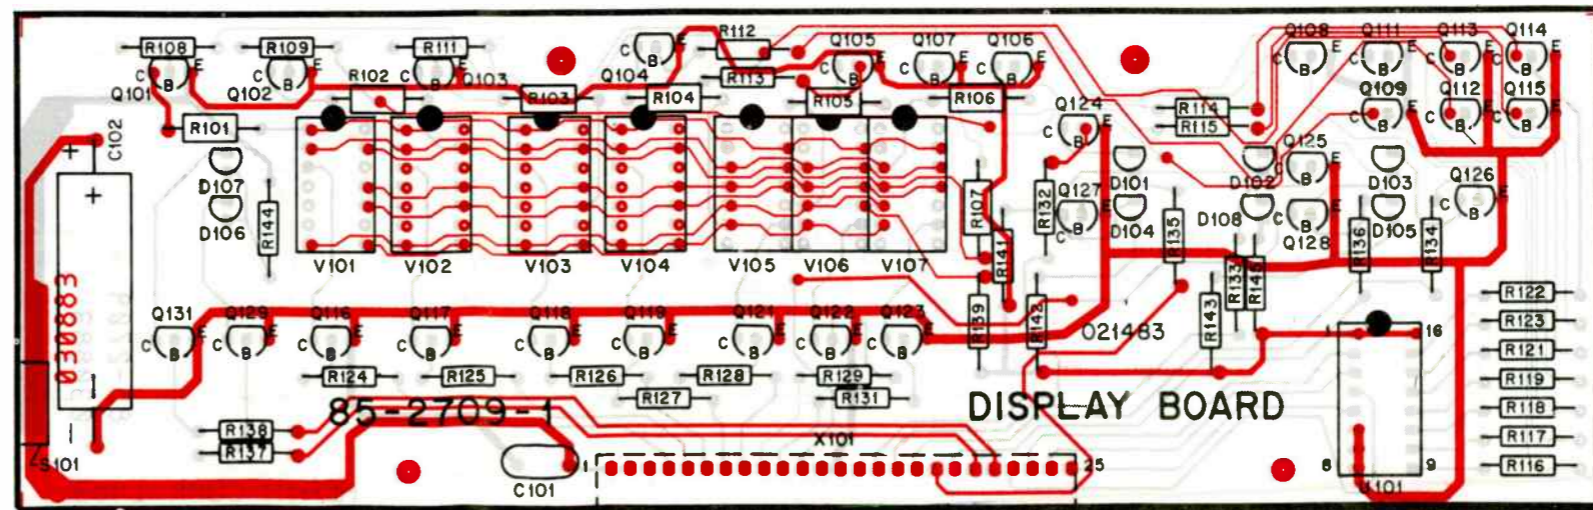 R108 R109 R111 R112 Q105 Q107 Q106 Q108 Q111 Q113 Q114
C B E C B E C B E C B E C B E C B E C B E C B E C B E C B E C B E
Q101 Q102 R102 Q103 R103 Q104 R104 R113 R105 R106
R114 R115 Q109 Q112 Q115
C B E C B E C B E
C102 R101 Q124 C B E
+ +
D107 D106 R144
V101 V102 V103 V104 V105 V106 V107
R107 R141 R132 Q127 C B E D101 D104 R135
D102 D108 Q125 C B E Q128 C B E D103 D105 R136 R134 Q126 C B E
R133 R145 R143 R139 R142
030883
021483
Q131 Q129 Q116 Q117 Q118 Q119 Q121 Q122 Q123
C B E C B E C B E C B E C B E C B E C B E C B E C B E
1 16
R122
R123
R121
R119
R118
R117
R116
R124 R125 R126 R128 R129
R127 R131
85-2709-1
DISPLAY BOARD
R138
R137
S101
C101
X101
1 25
8 9
U101